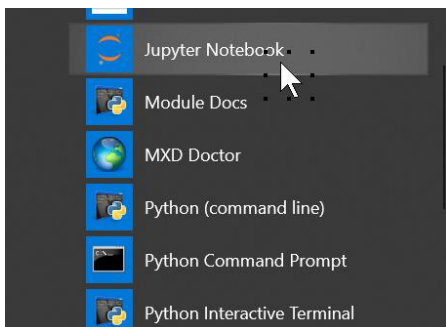 Jupyter Notebook
Module Docs
MXD Doctor
Python (command line)
Python Command Prompt
Python Interactive Terminal